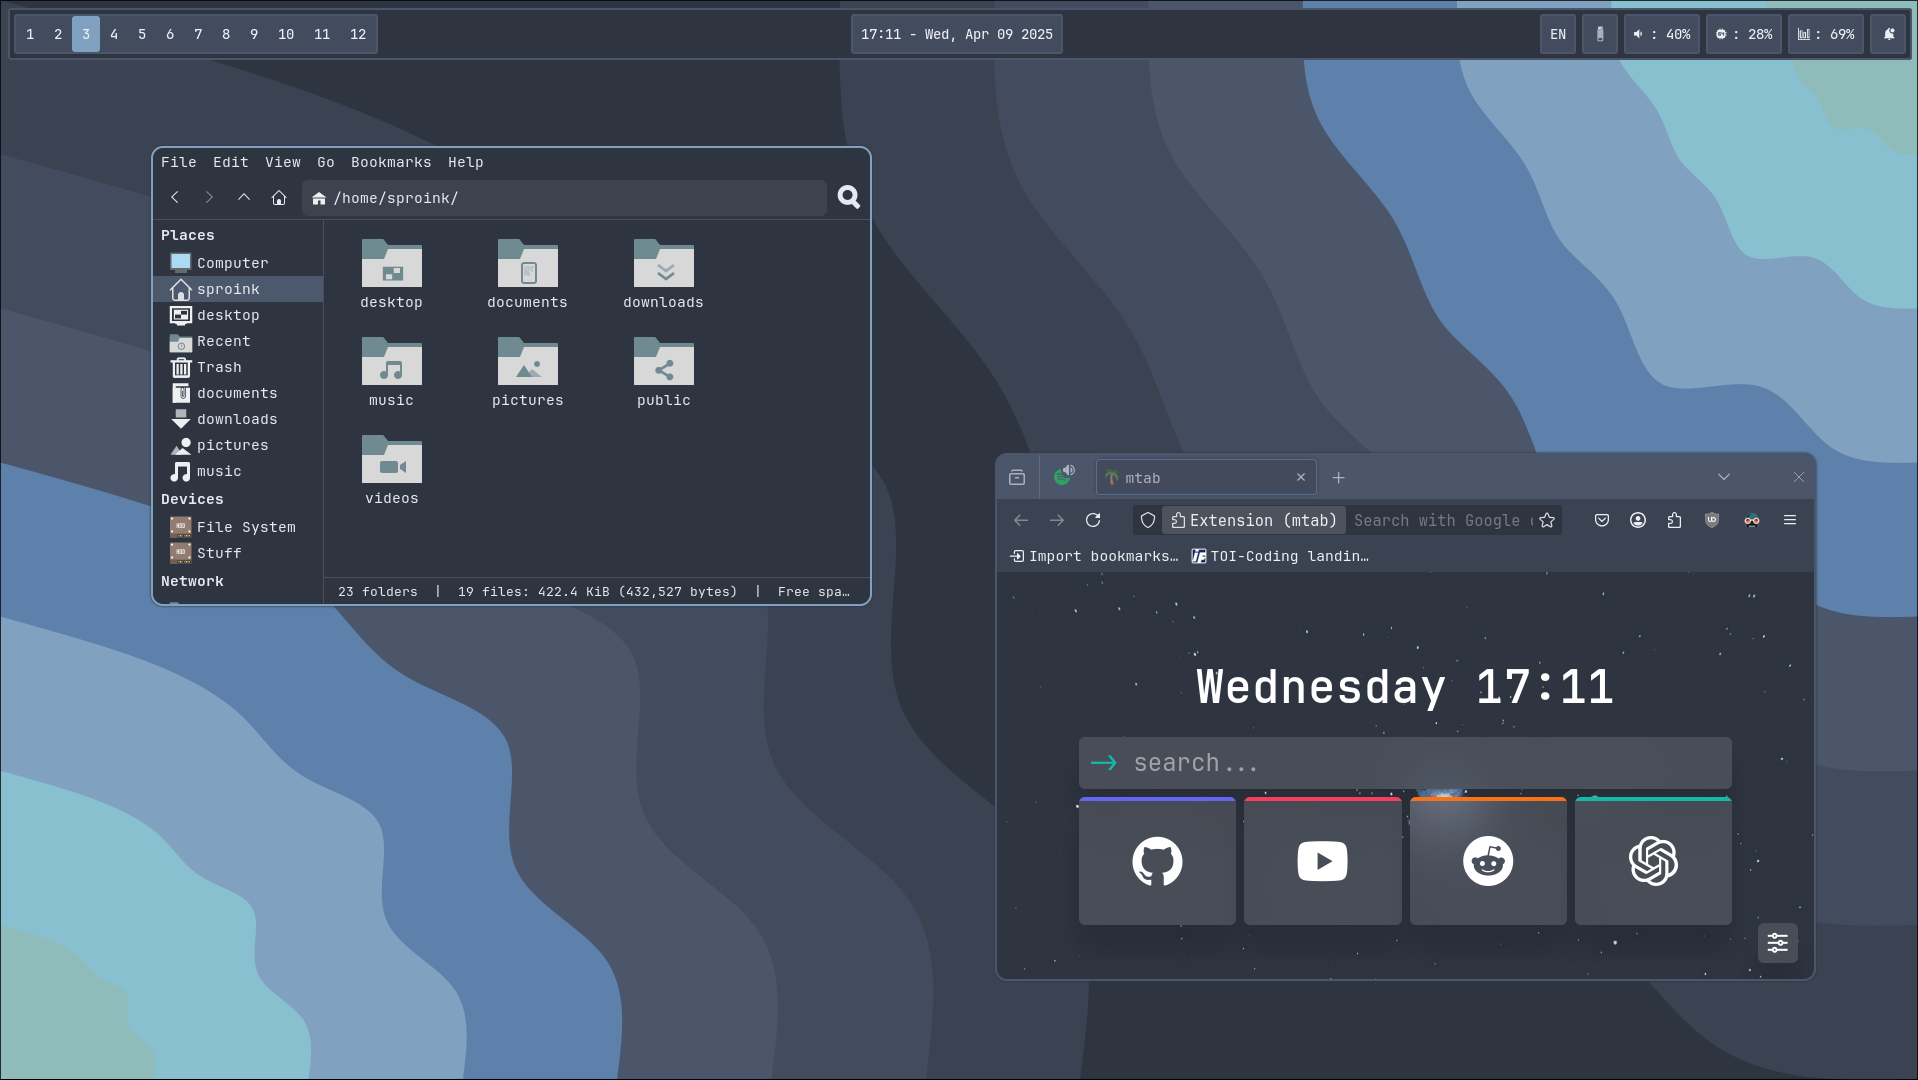 1 2 3 4 5 6 7 8 9 10 11 12
17:11 - Wed, Apr 09 2025
EN
: 40%
: 28%
: 69%
File Edit View Go Bookmarks Help
/home/sproink/
Places
Computer
sproink
desktop
Recent
Trash
documents
downloads
pictures
music
Devices
File System
Stuff
Network
desktop documents downloads
music pictures public
videos
23 folders | 19 files: 422.4 KiB (432,527 bytes) | Free spa…
mtab
Extension (mtab) Search with Google
Import bookmarks… TOI-Coding landin…
Wednesday 17:11
search...